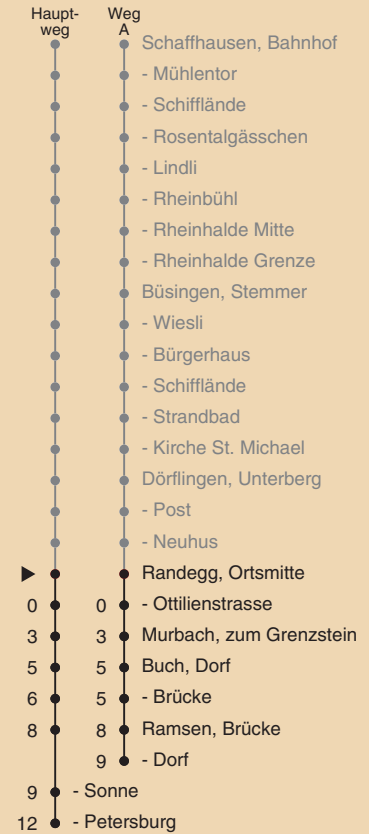 Haupt- Weg
weg A
Schaffhausen, Bahnhof
- Mühlentor
- Schifflände
- Rosentalgässchen
- Lindli
- Rheinbühl
- Rheinhalde Mitte
- Rheinhalde Grenze
Büsingen, Stemmer
- Wiesli
- Bürgerhaus
- Schifflände
- Strandbad
- Kirche St. Michael
Dörflingen, Unterberg
- Post
- Neuhus
Randegg, Ortsmitte
0 0 - Ottilienstrasse
3 3 Murbach, zum Grenzstein
5 5 Buch, Dorf
6 5 - Brücke
8 8 Ramsen, Brücke
9 - Dorf
9 - Sonne
12 - Petersburg